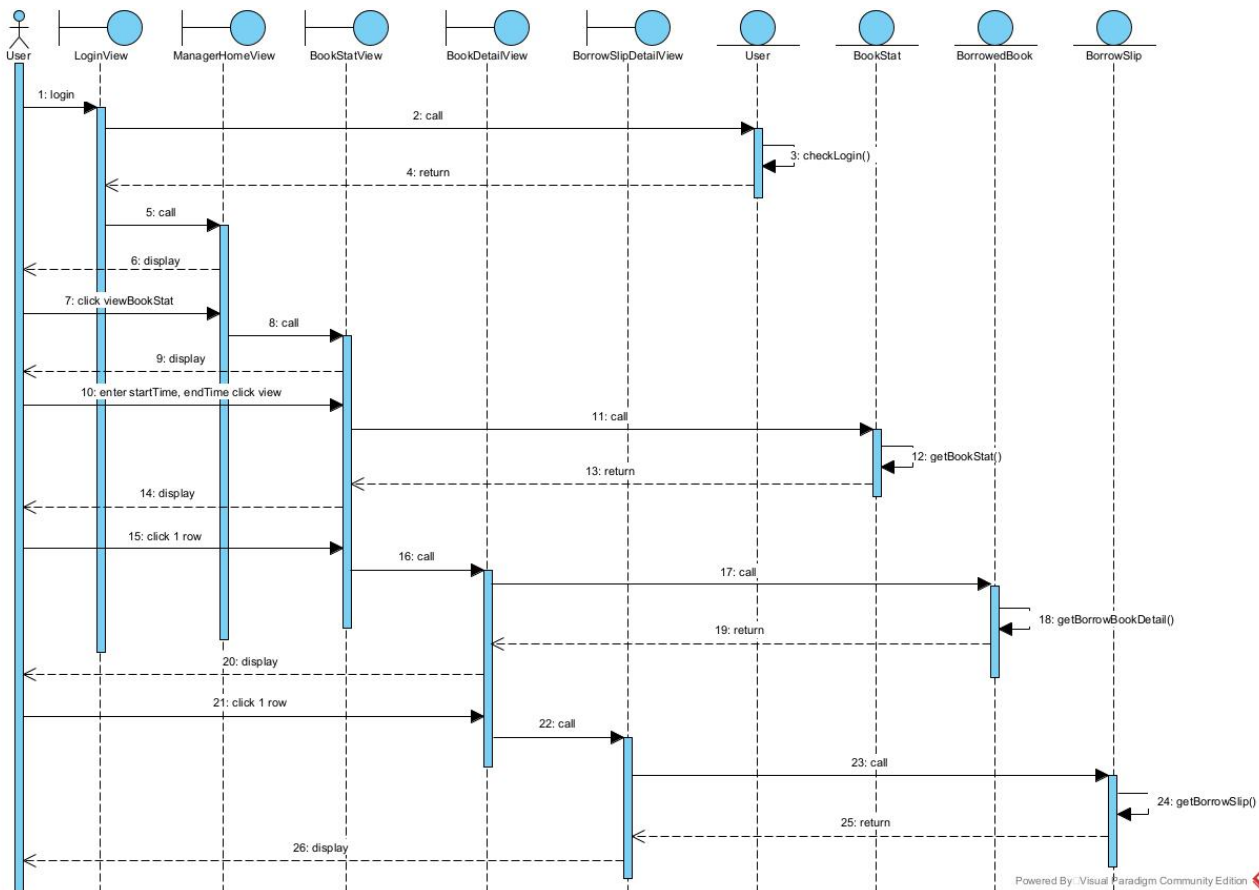 User
LoginView
ManagerHomeView
BookStatView
BookDetailView
BorrowSlipDetailView
User
BookStat
BorrowedBook
BorrowSlip
1: login
2: call
3: checkLogin()
4: return
5: call
6: display
7: click viewBookStat
8: call
9: display
10: enter startTime, endTime click view
11: call
12: getBookStat()
13: return
14: display
15: click 1 row
16: call
17: call
18: getBorrowBookDetail()
19: return
20: display
21: click 1 row
22: call
23: call
24: getBorrowSlip()
25: return
26: display
Powered By Visual Paradigm Community Edition